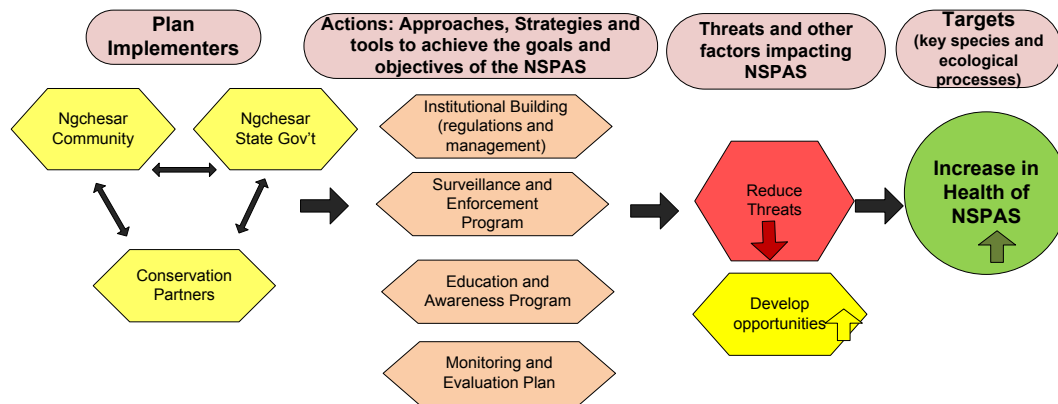 Plan
Implementers
Actions: Approaches, Strategies and
tools to achieve the goals and
objectives of the NSPAS
Threats and other
factors impacting
NSPAS
Targets
(key species and
ecological
processes)
Ngchesar
Community
Ngchesar
State Gov't
Conservation
Partners
Institutional Building
(regulations and
management)
Surveillance and
Enforcement
Program
Education and
Awareness Program
Monitoring and
Evaluation Plan
Reduce
Threats
Develop
opportunities
Increase in
Health of
NSPAS